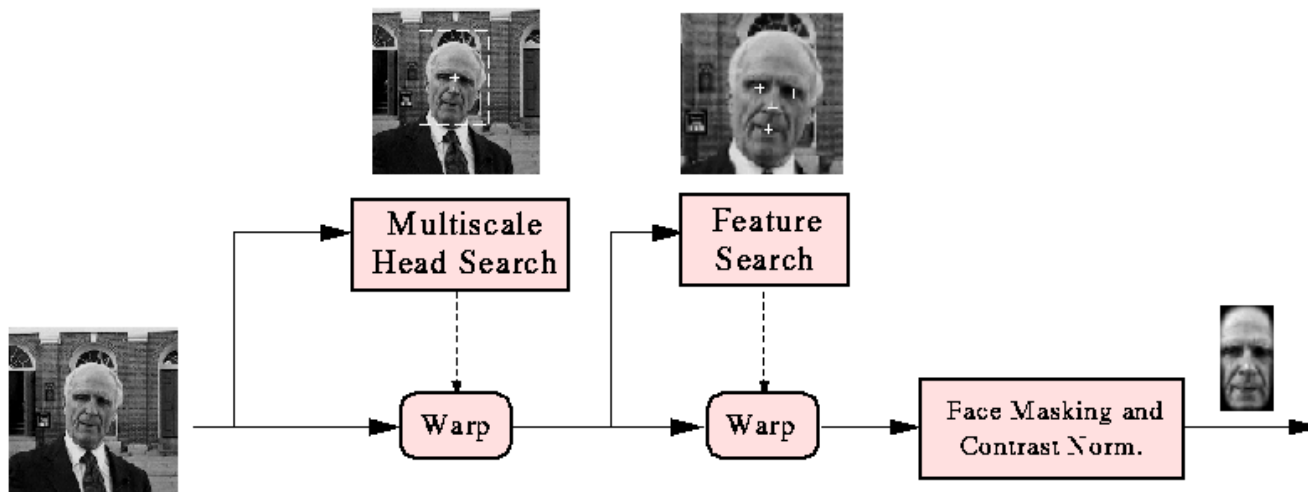 Multiscale
Head Search
Feature
Search
Warp
Warp
Face Masking and
Contrast Norm.